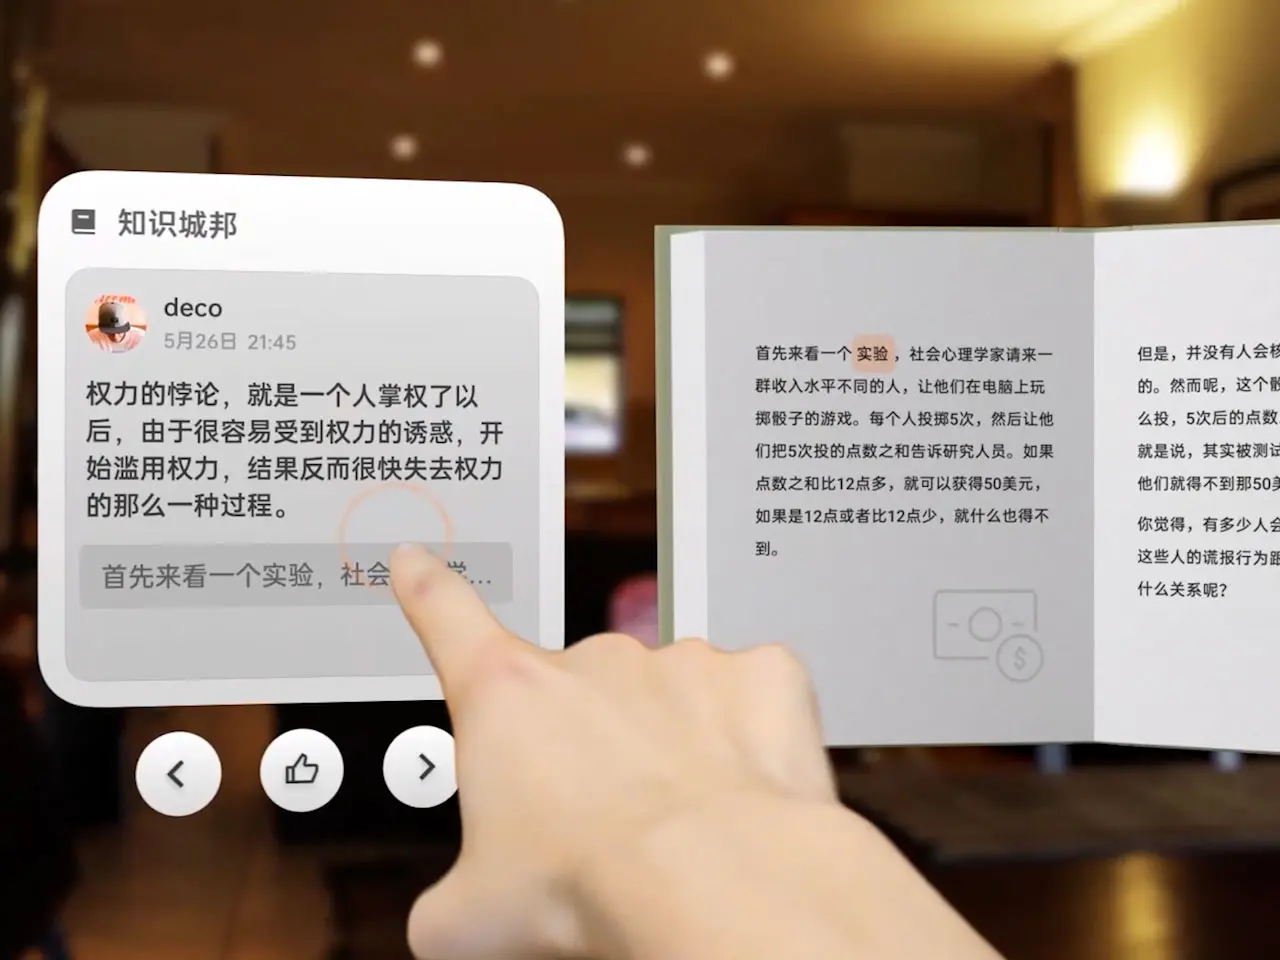 知识城邦
deco
5月26日 21:45
权力的悖论，就是一个人掌权了以
后，由于很容易受到权力的诱惑，开
始滥用权力，结果反而很快失去权力
的那么一种过程。
首先来看一个实验，社会
学...
首先来看一个 实验 ，社会心理学家请来一
群收入水平不同的人，让他们在电脑上玩
掷骰子的游戏。每个人投掷5次，然后让他
们把5次投的点数之和告诉研究人员。如果
点数之和比12点多，就可以获得50美元，
如果是12点或者比12点少，就什么也得不
到。
$
但是，并没有人会核
的。然而呢，这个骰
么投，5次后的点数
就是说，其实被测试
他们就得不到那50美
你觉得，有多少人会
这些人的谎报行为跟
什么关系呢？